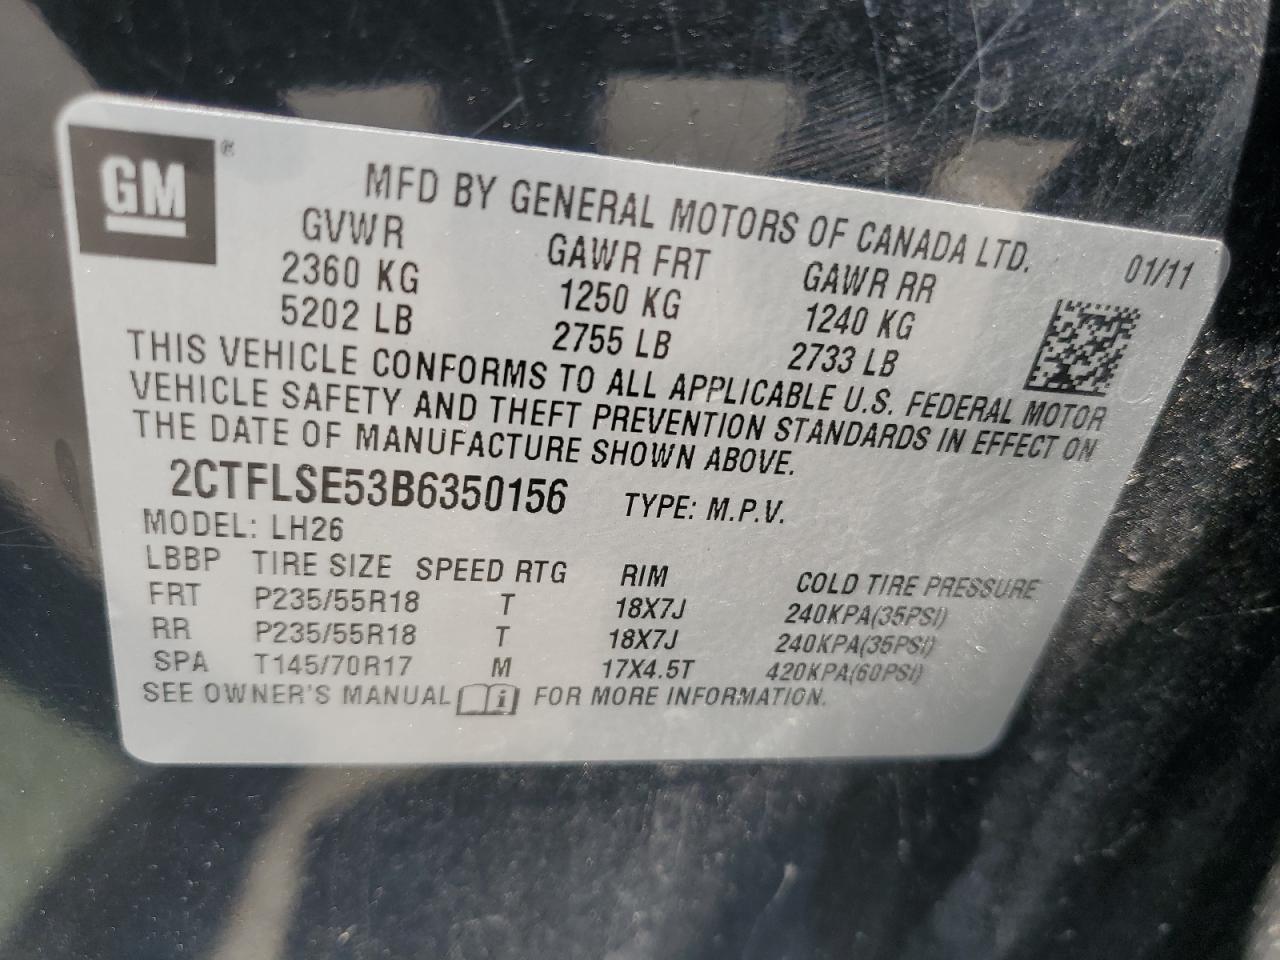 GM®
MFD BY GENERAL MOTORS OF CANADA LTD.
01/11
GVWR GAWR FRT GAWR RR
2360 KG 1250 KG 1240 KG
5202 LB 2755 LB 2733 LB
THIS VEHICLE CONFORMS TO ALL APPLICABLE U.S. FEDERAL MOTOR
VEHICLE SAFETY AND THEFT PREVENTION STANDARDS IN EFFECT ON
THE DATE OF MANUFACTURE SHOWN ABOVE.
2CTFLSE53B6350156 TYPE: M.P.V.
MODEL: LH26
LBBP TIRE SIZE SPEED RTG RIM COLD TIRE PRESSURE
FRT P235/55R18 T 18X7J 240KPA(35PSI)
RR P235/55R18 T 18X7J 240KPA(35PSI)
SPA T145/70R17 M 17X4.5T 420KPA(60PSI)
SEE OWNER'S MANUAL i FOR MORE INFORMATION.